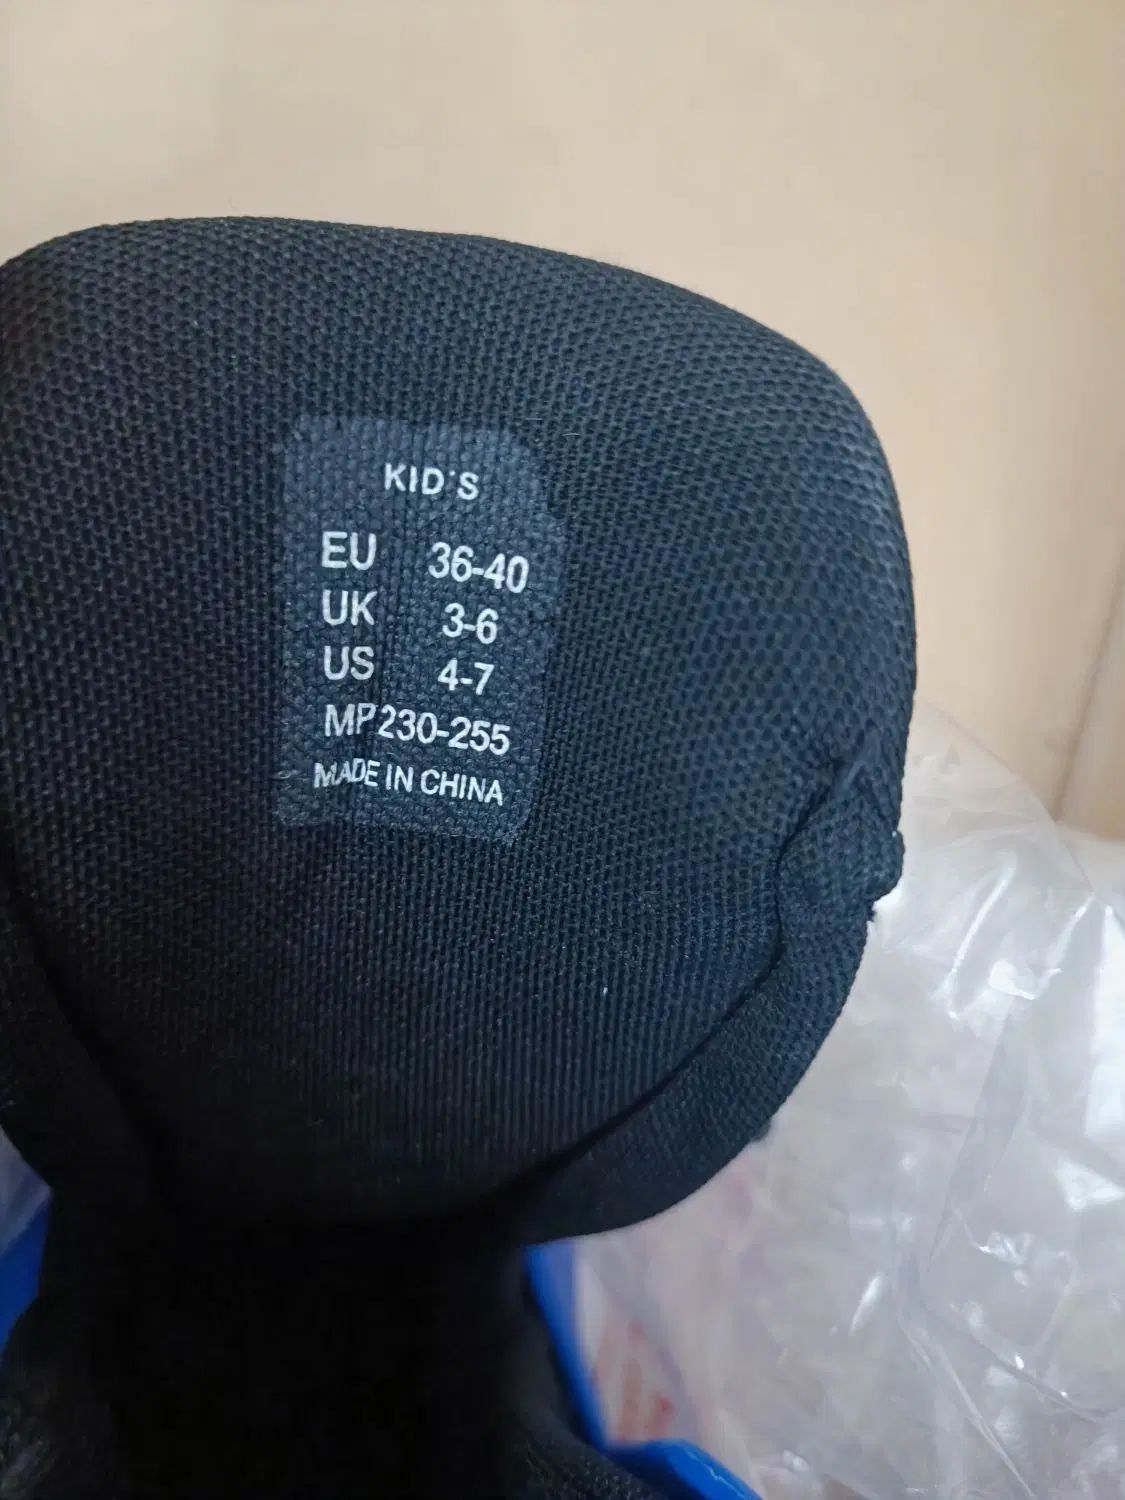 KID'S
EU 36-40
UK 3-6
US 4-7
MP 230-255
MADE IN CHINA